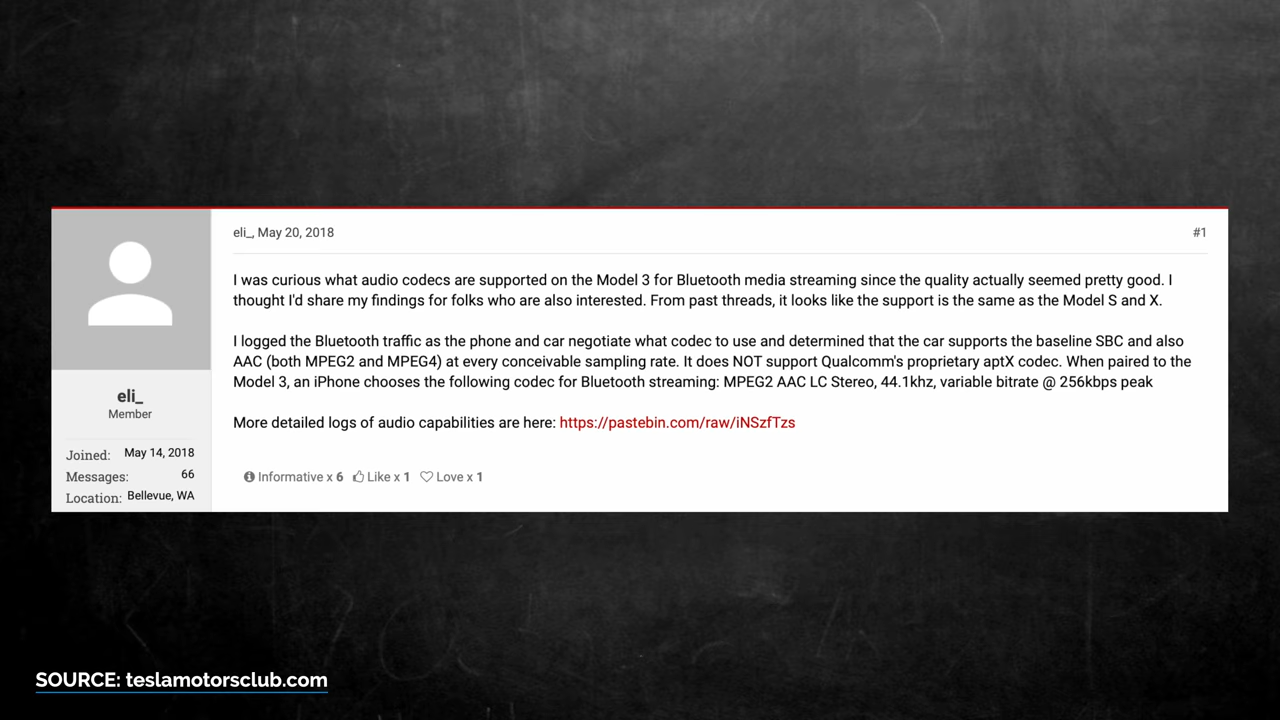 eli_, May 20, 2018
#1
I was curious what audio codecs are supported on the Model 3 for Bluetooth media streaming since the quality actually seemed pretty good. I
thought I'd share my findings for folks who are also interested. From past threads, it looks like the support is the same as the Model S and X.
I logged the Bluetooth traffic as the phone and car negotiate what codec to use and determined that the car supports the baseline SBC and also
AAC (both MPEG2 and MPEG4) at every conceivable sampling rate. It does NOT support Qualcomm's proprietary aptX codec. When paired to the
Model 3, an iPhone chooses the following codec for Bluetooth streaming: MPEG2 AAC LC Stereo, 44.1khz, variable bitrate @ 256kbps peak
More detailed logs of audio capabilities are here: https://pastebin.com/raw/iNSzfTzs
Informative x 6 Like x 1 Love x 1
eli_
Member
Joined: May 14, 2018
Messages: 66
Location: Bellevue, WA
SOURCE: teslamotorsclub.com